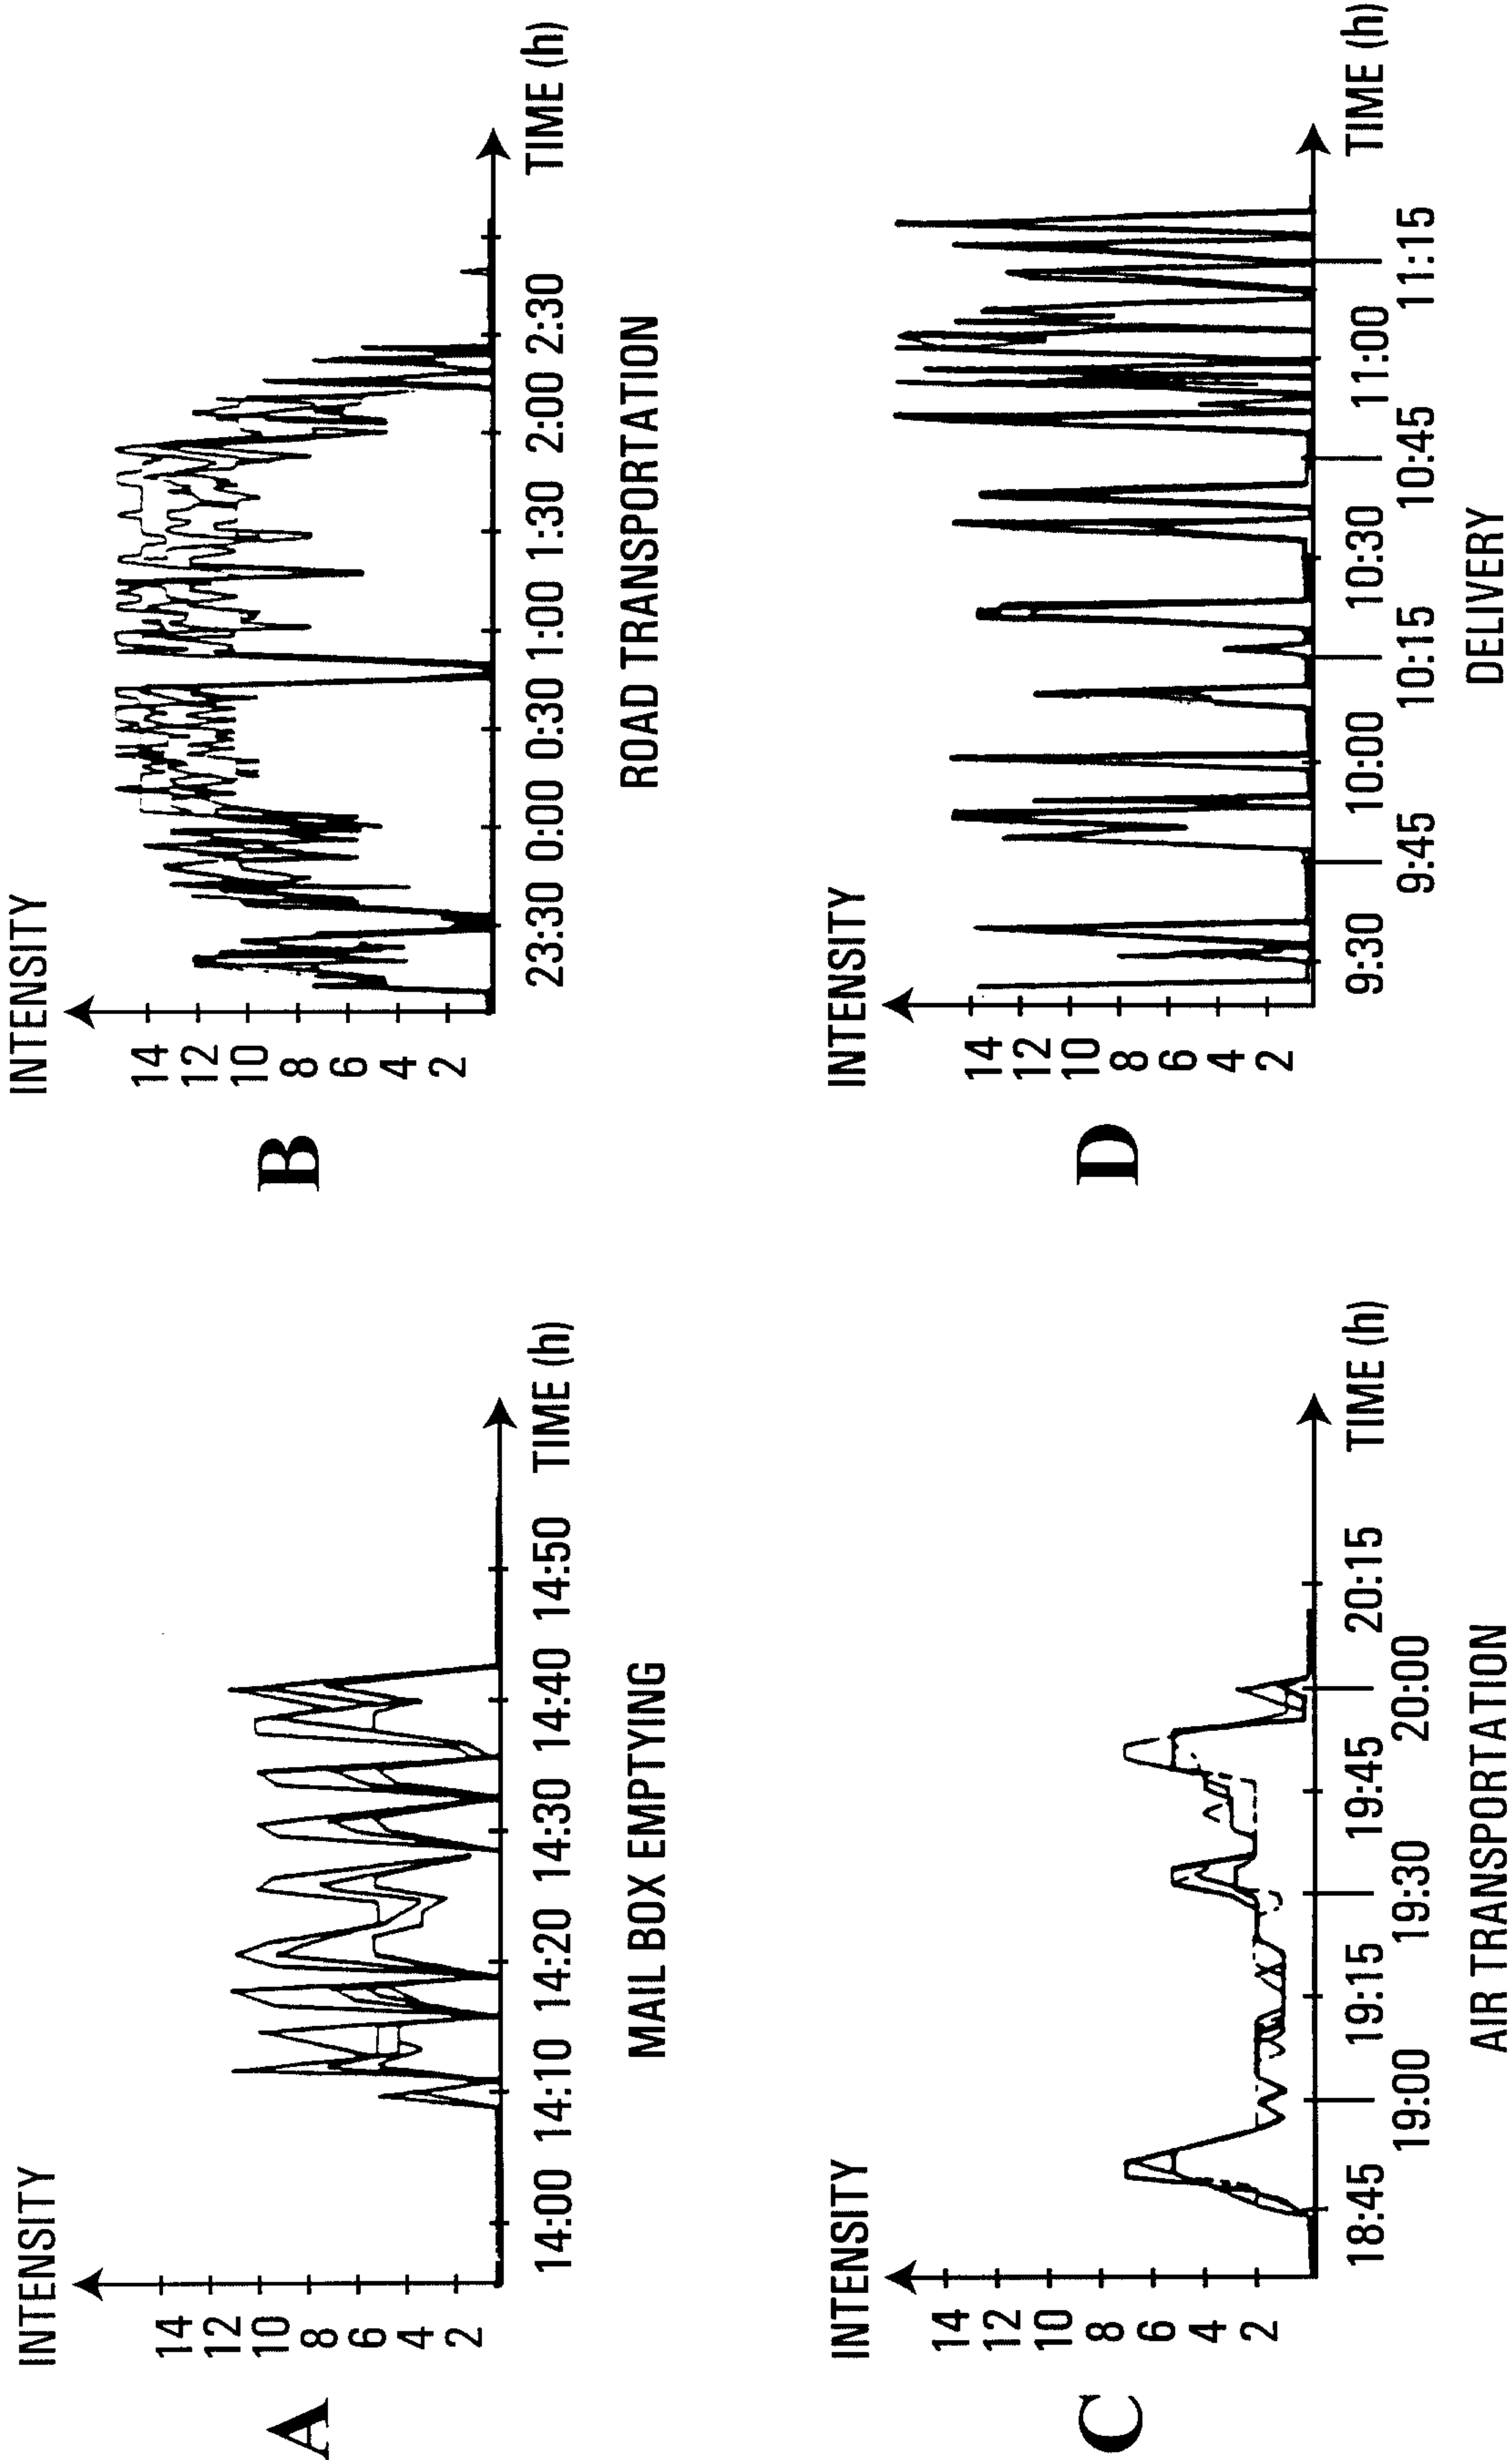 A
INTENSITY
14
12
10
8
6
4
2
14:00 14:10 14:20 14:30 14:40 14:50 TIME (h)
MAIL BOX EMPTYING
B
INTENSITY
14
12
10
8
6
4
2
23:30 0:00 0:30 1:00 1:30 2:00 2:30 TIME (h)
ROAD TRANSPORTATION
C
INTENSITY
14
12
10
8
6
4
2
18:45 19:15 19:45 20:15 TIME (h)
19:00 19:30 20:00
AIR TRANSPORTATION
D
INTENSITY
14
12
10
8
6
4
2
9:30 10:00 10:30 11:00 TIME (h)
9:45 10:15 10:45 11:15
DELIVERY